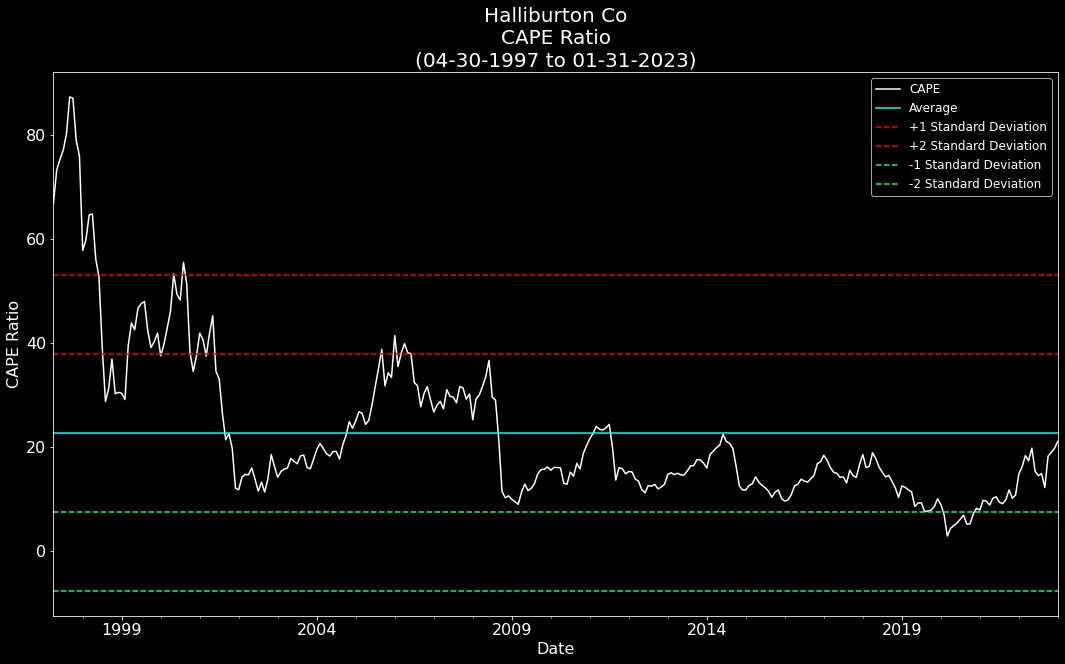 Halliburton Co
CAPE Ratio
(04-30-1997 to 01-31-2023)
CAPE
Average
+1 Standard Deviation
+2 Standard Deviation
-1 Standard Deviation
-2 Standard Deviation
CAPE Ratio
80
60
40
20
0
1999
2004
2009
2014
2019
Date